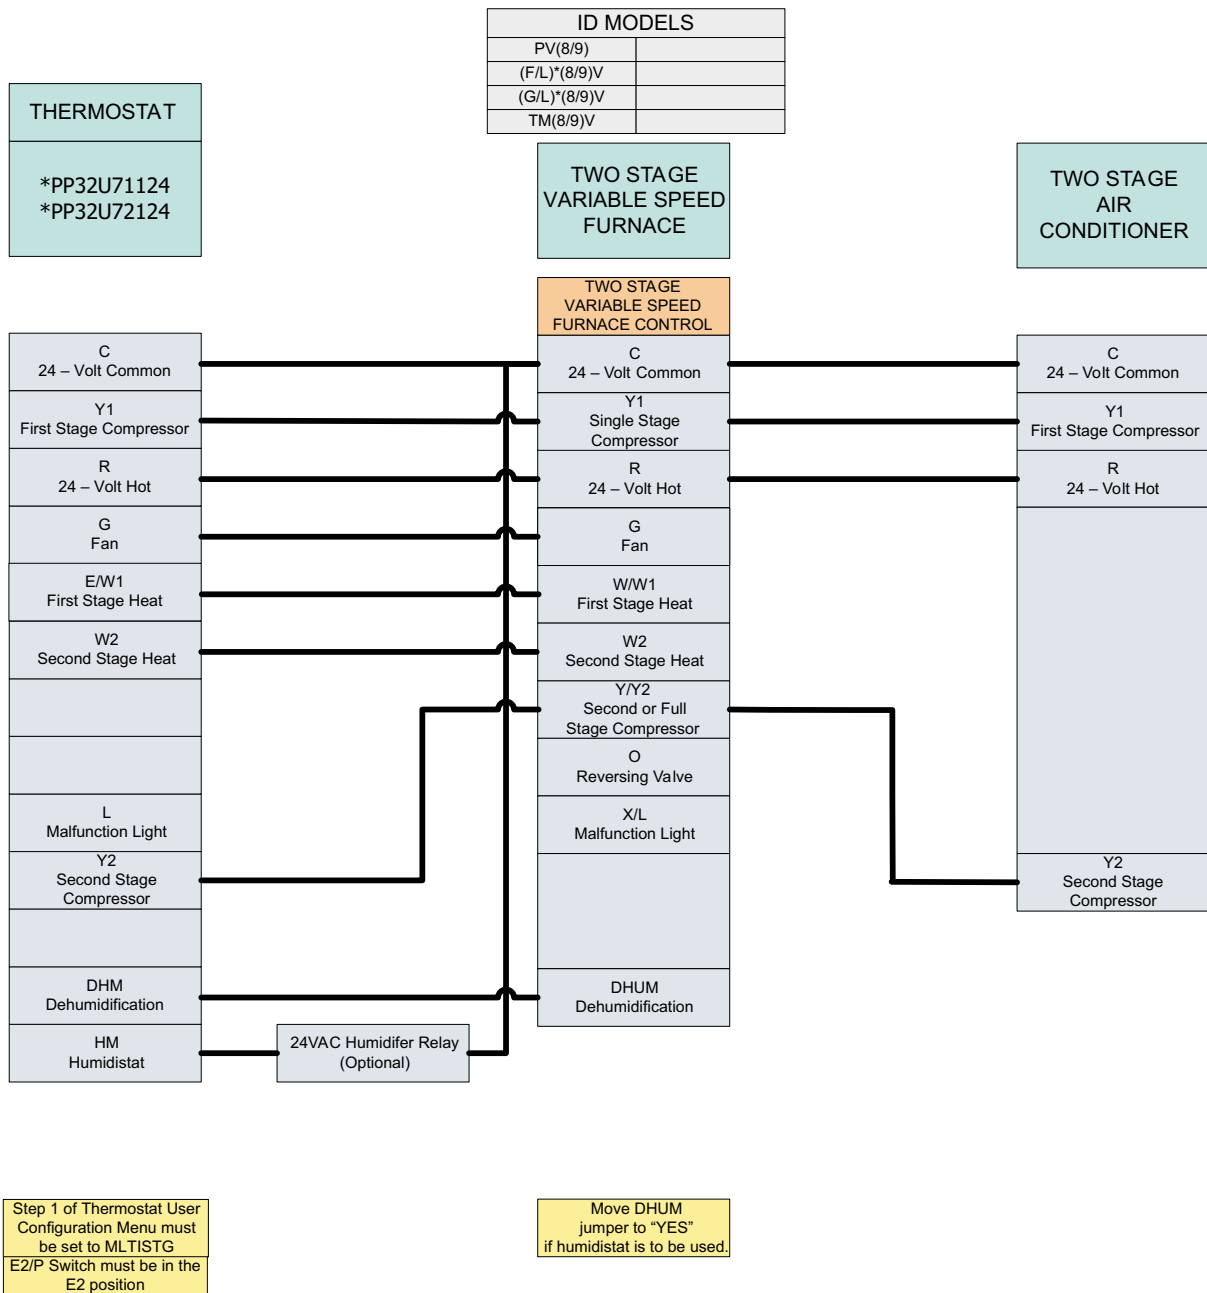 ID MODELS
PV(8/9)
(F/L)*(8/9)V
(G/L)*(8/9)V
TM(8/9)V
THERMOSTAT
*PP32U71124
*PP32U72124
TWO STAGE
VARIABLE SPEED
FURNACE
TWO STAGE
AIR
CONDITIONER
TWO STAGE
VARIABLE SPEED
FURNACE CONTROL
C
24 – Volt Common
Y1
First Stage Compressor
R
24 – Volt Hot
G
Fan
E/W1
First Stage Heat
W2
Second Stage Heat
L
Malfunction Light
Y2
Second Stage
Compressor
DHM
Dehumidification
HM
Humidistat
24VAC Humidifer Relay
(Optional)
C
24 – Volt Common
Y1
Single Stage
Compressor
R
24 – Volt Hot
G
Fan
W/W1
First Stage Heat
W2
Second Stage Heat
Y/Y2
Second or Full
Stage Compressor
O
Reversing Valve
X/L
Malfunction Light
DHUM
Dehumidification
C
24 – Volt Common
Y1
First Stage Compressor
R
24 – Volt Hot
Y2
Second Stage
Compressor
Step 1 of Thermostat User
Configuration Menu must
be set to MLTISTG
E2/P Switch must be in the
E2 position
Move DHUM
jumper to “YES”
if humidistat is to be used.